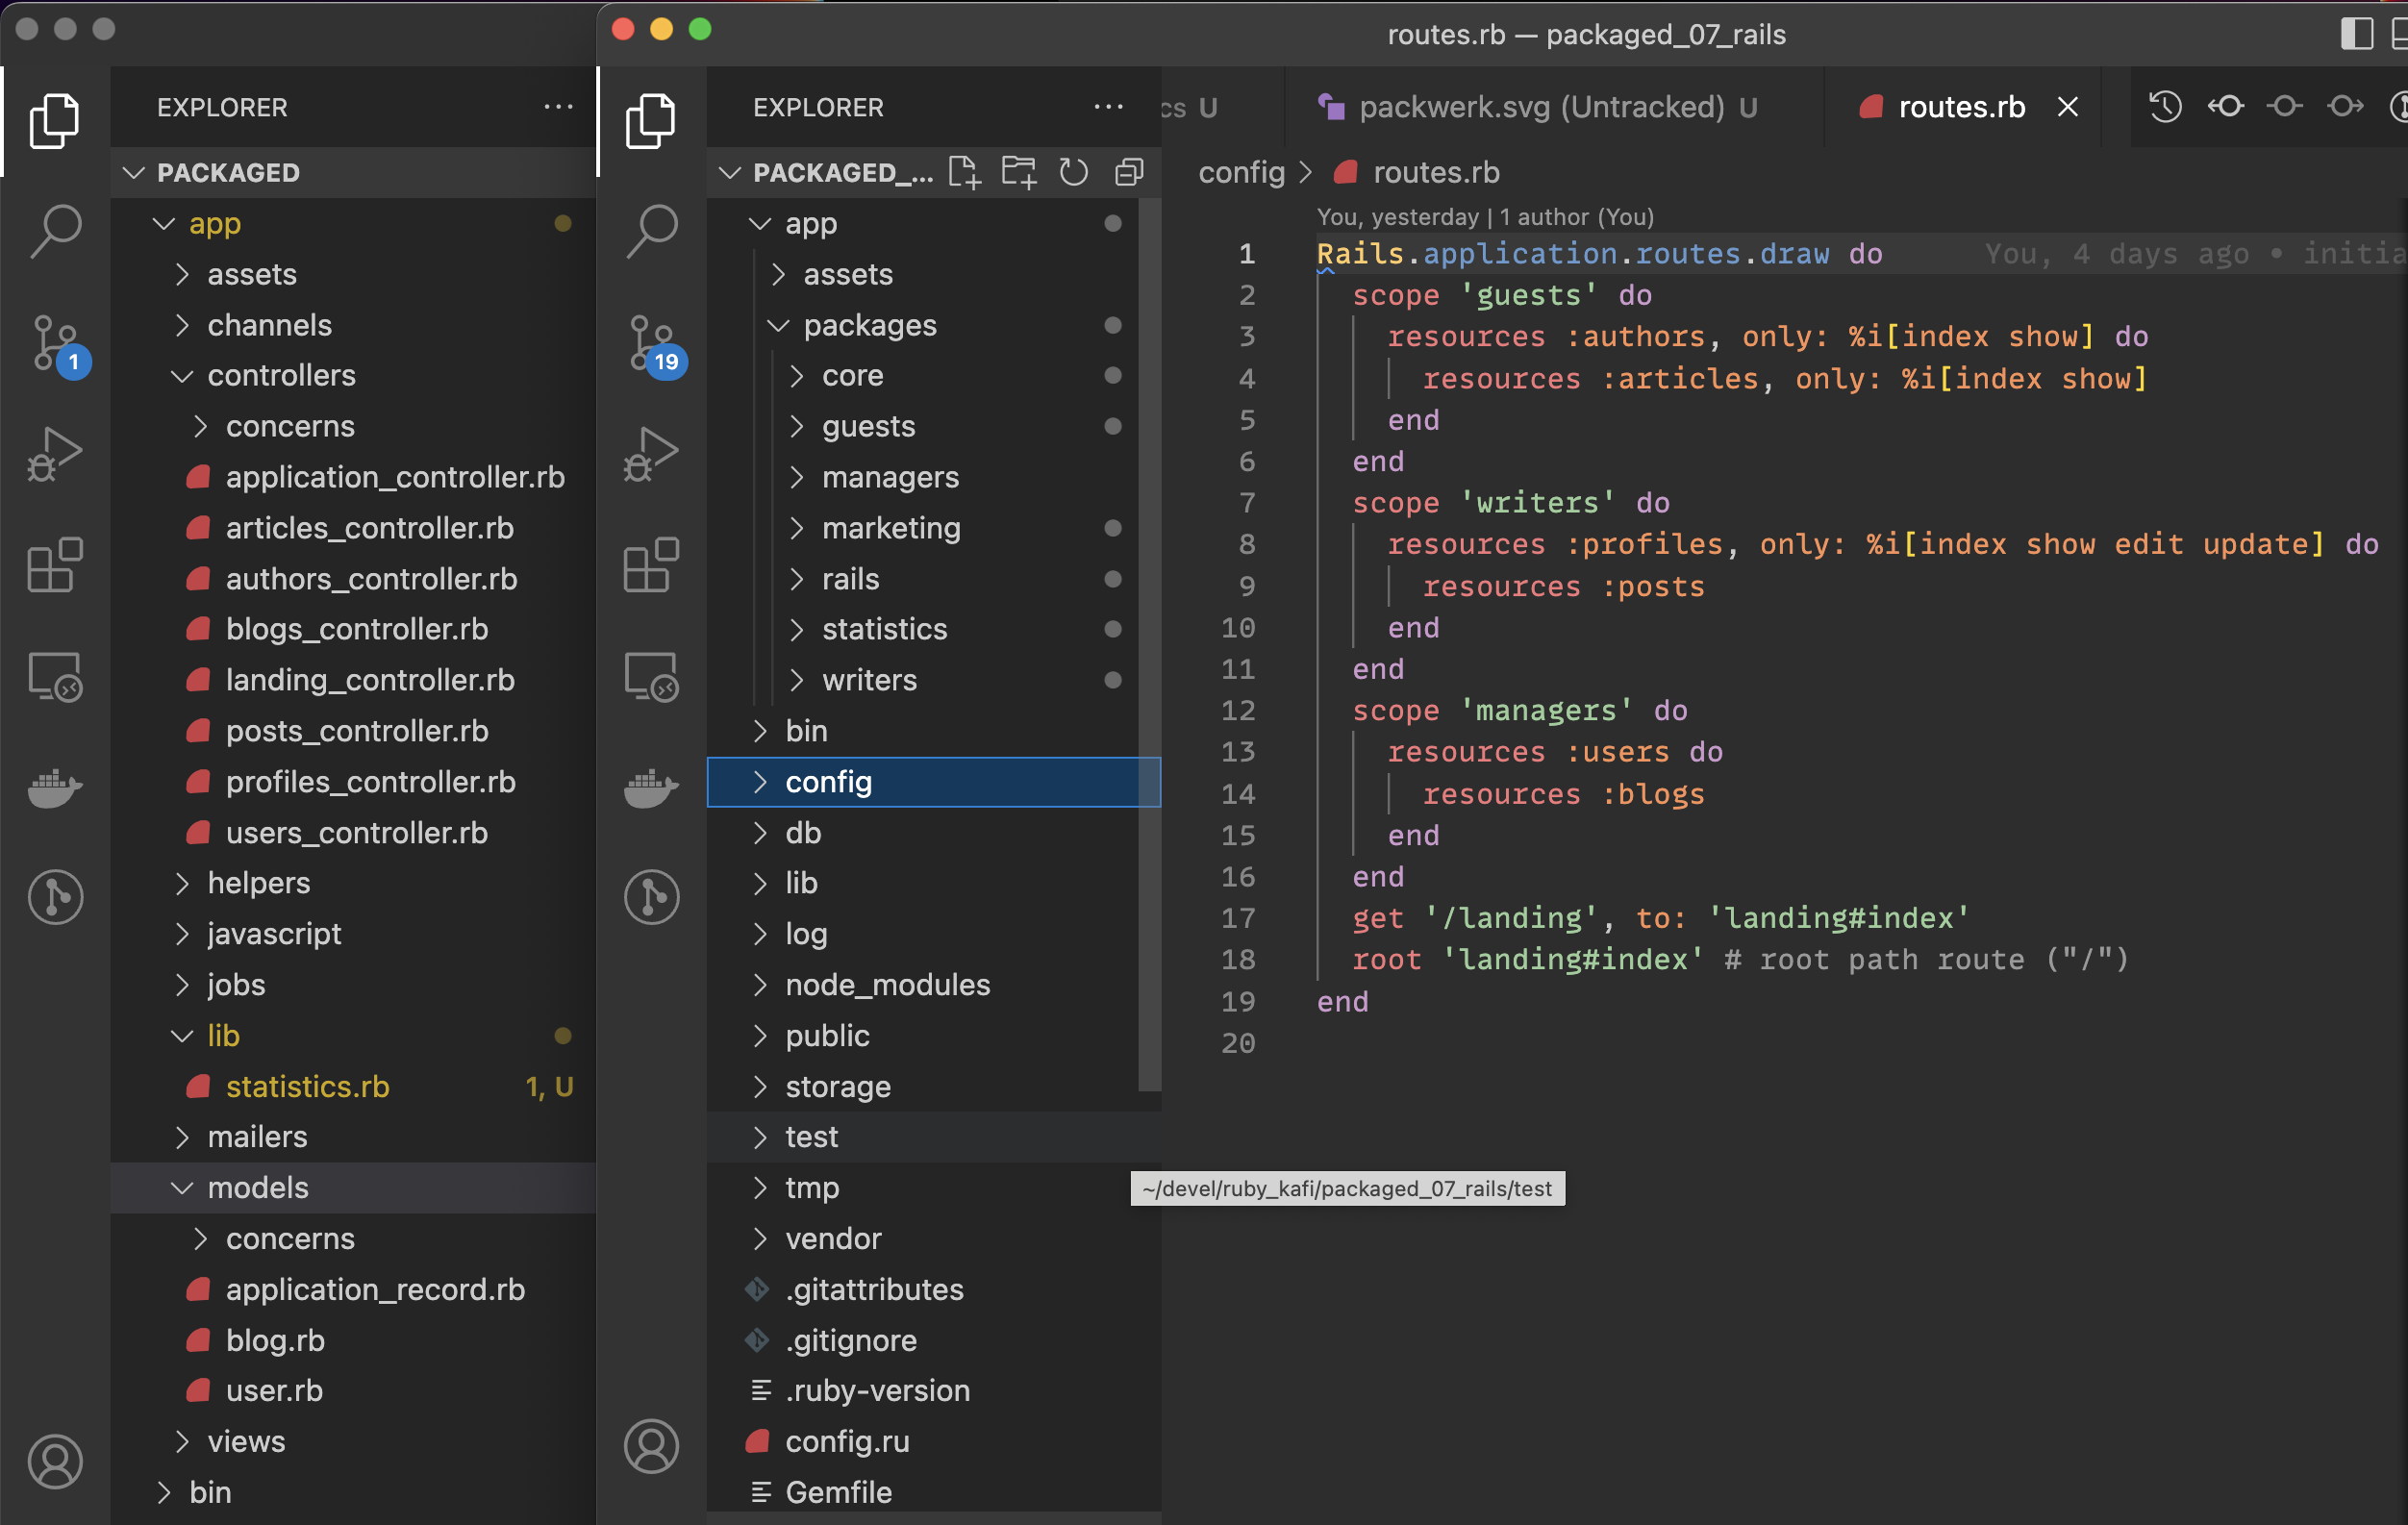 EXPLORER
PACKAGED
app
assets
channels
controllers
concerns
application_controller.rb
articles_controller.rb
authors_controller.rb
blogs_controller.rb
landing_controller.rb
posts_controller.rb
profiles_controller.rb
users_controller.rb
helpers
javascript
jobs
lib
statistics.rb 1, U
mailers
models
concerns
application_record.rb
blog.rb
user.rb
views
bin
1
routes.rb — packaged_07_rails
EXPLORER
PACKAGED_...
app
assets
packages
core
guests
managers
marketing
rails
statistics
writers
bin
config
db
lib
log
node_modules
public
storage
test
tmp
vendor
.gitattributes
.gitignore
.ruby-version
config.ru
Gemfile
19
cs U
packwerk.svg (Untracked) U
routes.rb
config > routes.rb
You, yesterday | 1 author (You)
1 Rails.application.routes.draw do You, 4 days ago • initia
2 scope 'guests' do
3 resources :authors, only: %i[index show] do
4 resources :articles, only: %i[index show]
5 end
6 end
7 scope 'writers' do
8 resources :profiles, only: %i[index show edit update] do
9 resources :posts
10 end
11 end
12 scope 'managers' do
13 resources :users do
14 resources :blogs
15 end
16 end
17 get '/landing', to: 'landing#index'
18 root 'landing#index' # root path route ("/")
19 end
20
~/devel/ruby_kafi/packaged_07_rails/test